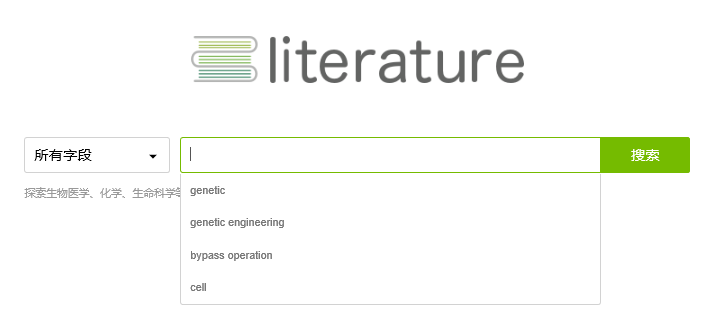 literature
所有字段
搜索
探索生物医学、化学、生命科学
genetic
genetic engineering
bypass operation
cell